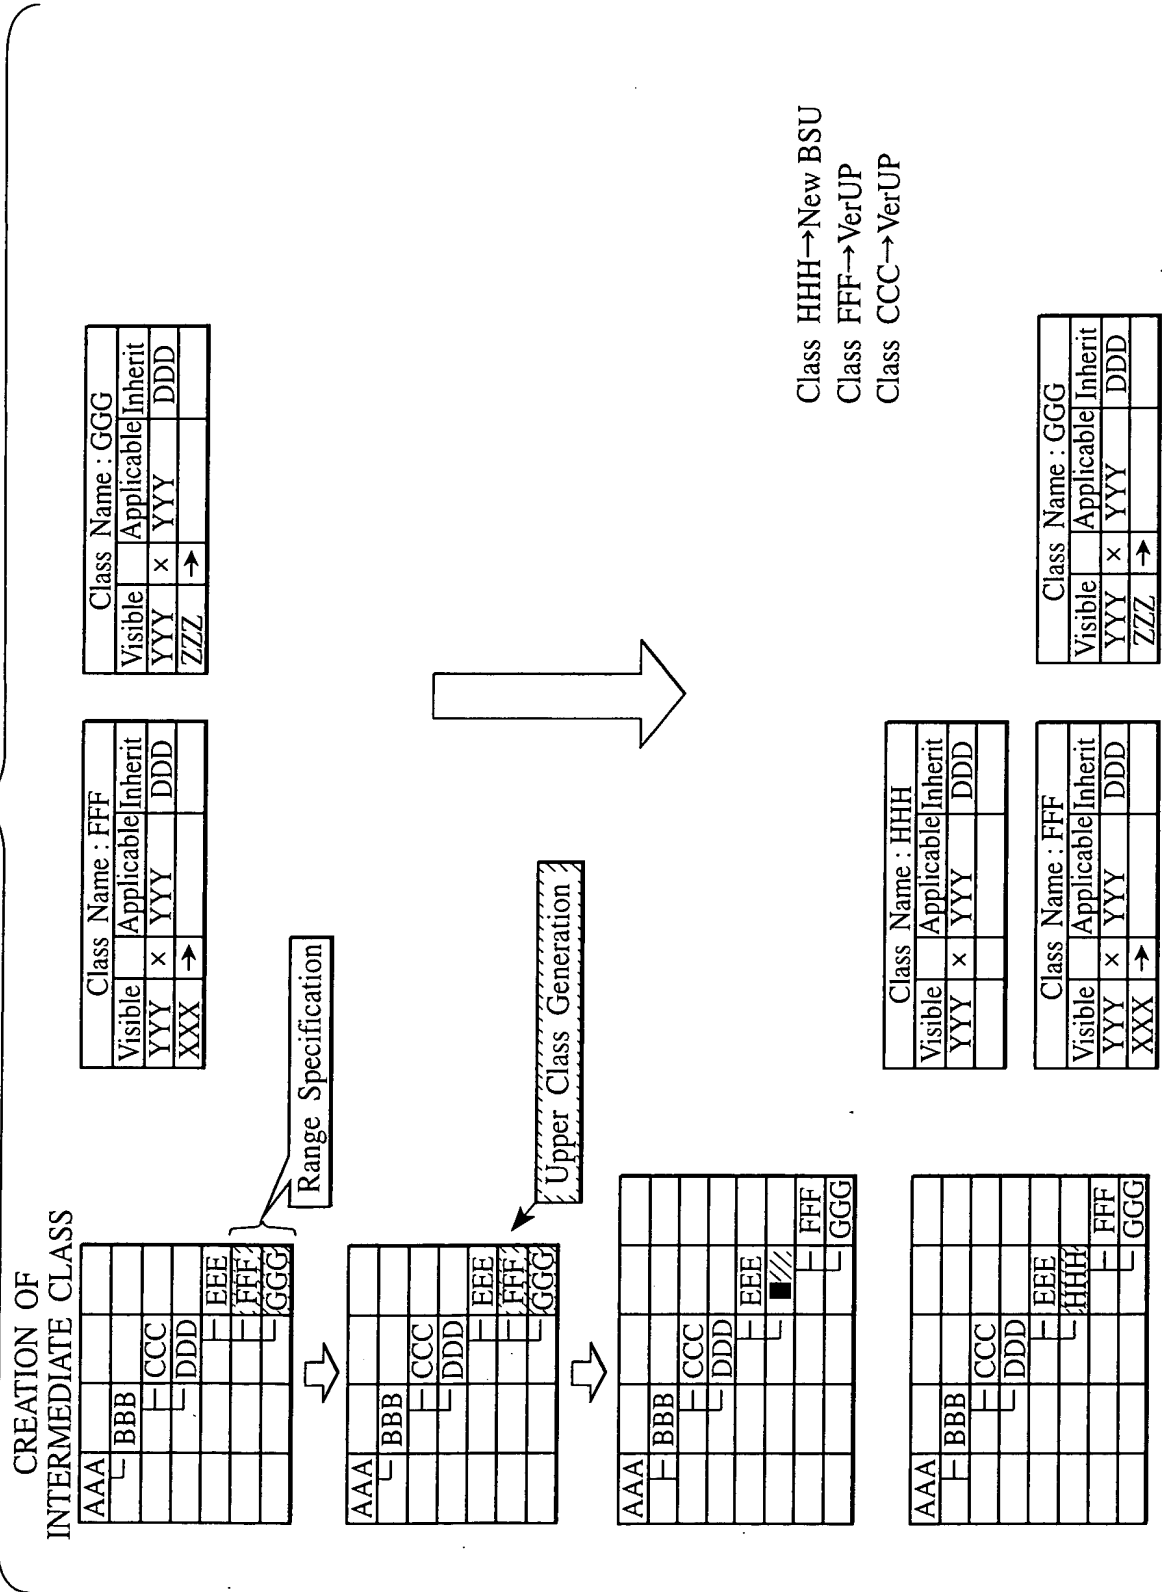 CREATION OF
INTERMEDIATE CLASS
AAA
BBB
CCC
DDD
EEE
FFF
GGG
Range Specification
Class Name : FFF
Visible Applicable Inherit
YYY × YYY DDD
XXX →
Class Name : GGG
Visible Applicable Inherit
YYY × YYY DDD
ZZZ →
AAA
BBB
CCC
DDD
EEE
FFF
GGG
Upper Class Generation
AAA
BBB
CCC
DDD
EEE
FFF
GGG
Class HHH→New BSU
Class FFF→VerUP
Class CCC→VerUP
AAA
BBB
CCC
DDD
EEE
HHH
FFF
GGG
Class Name : HHH
Visible Applicable Inherit
YYY × YYY DDD
Class Name : FFF
Visible Applicable Inherit
YYY × YYY DDD
XXX →
Class Name : GGG
Visible Applicable Inherit
YYY × YYY DDD
ZZZ →